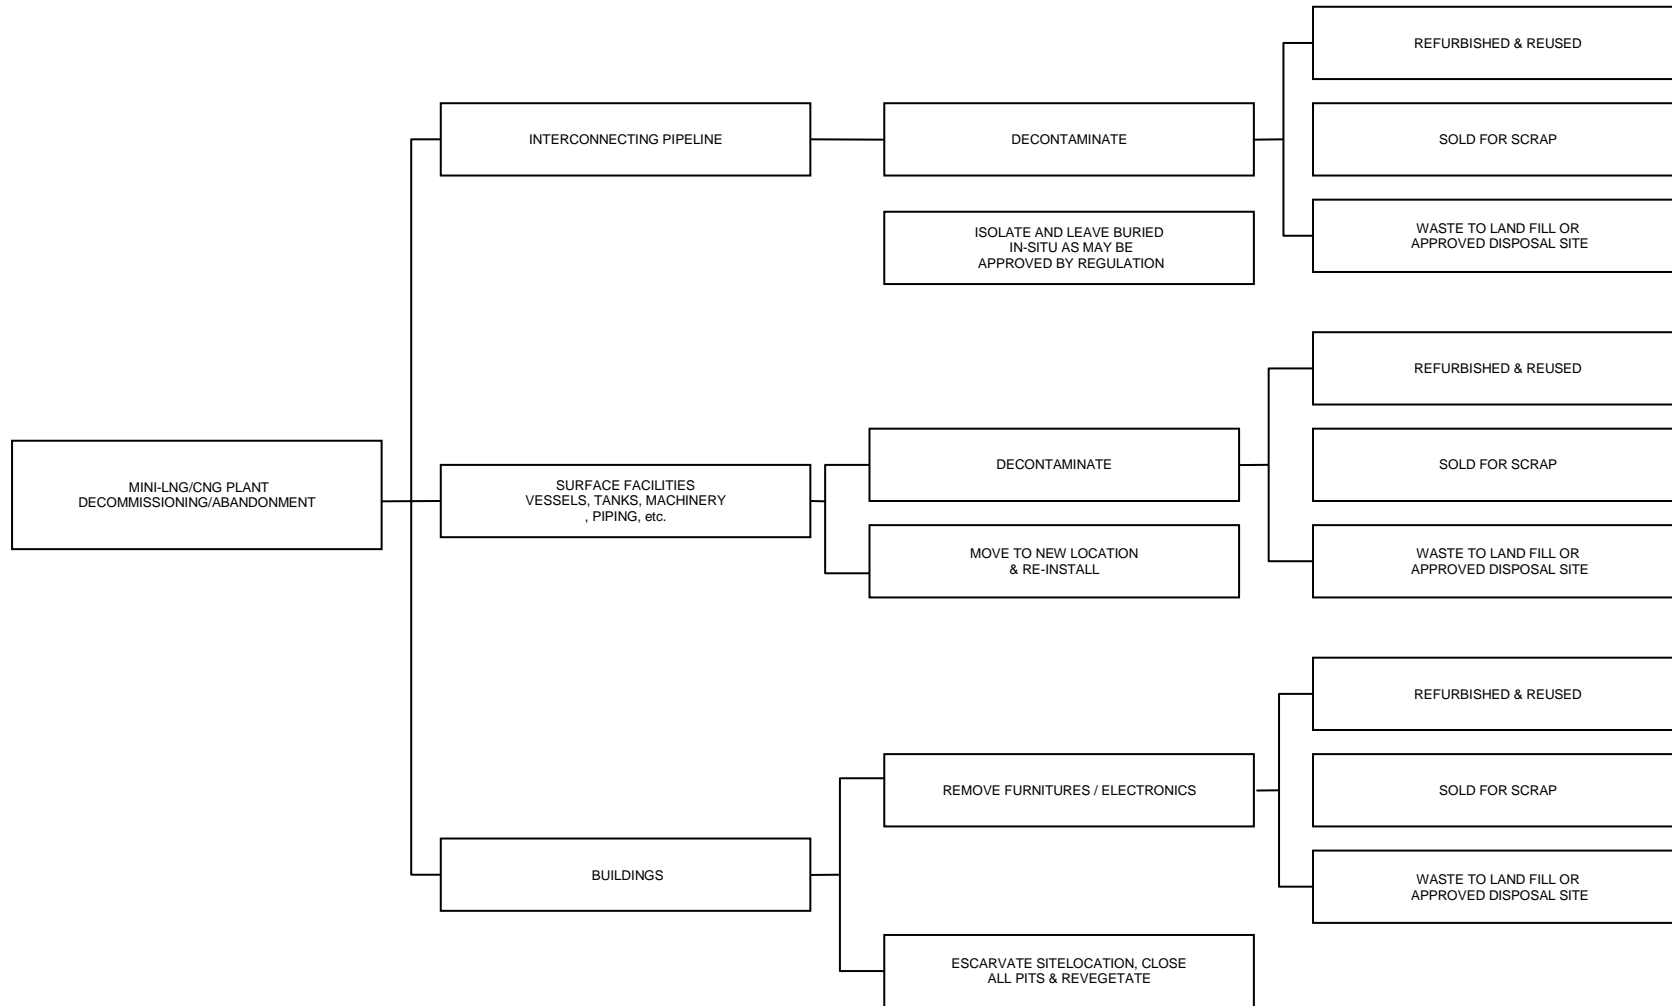 MINI-LNG/CNG PLANT
DECOMMISSIONING/ABANDONMENT
INTERCONNECTING PIPELINE
DECONTAMINATE
REFURBISHED & REUSED
SOLD FOR SCRAP
WASTE TO LAND FILL OR
APPROVED DISPOSAL SITE
ISOLATE AND LEAVE BURIED
IN-SITU AS MAY BE
APPROVED BY REGULATION
SURFACE FACILITIES
VESSELS, TANKS, MACHINERY
, PIPING, etc.
DECONTAMINATE
REFURBISHED & REUSED
SOLD FOR SCRAP
WASTE TO LAND FILL OR
APPROVED DISPOSAL SITE
MOVE TO NEW LOCATION
& RE-INSTALL
BUILDINGS
REMOVE FURNITURES / ELECTRONICS
REFURBISHED & REUSED
SOLD FOR SCRAP
WASTE TO LAND FILL OR
APPROVED DISPOSAL SITE
ESCARVATE SITELOCATION, CLOSE
ALL PITS & REVEGETATE